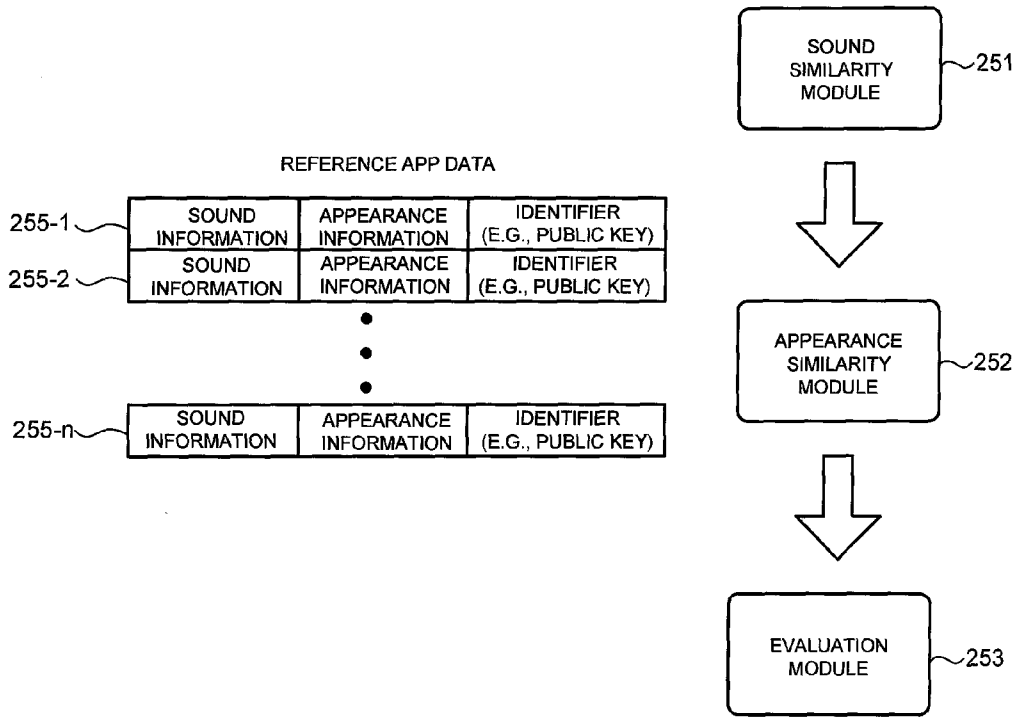 REFERENCE APP DATA
255-1
SOUND
INFORMATION
APPEARANCE
INFORMATION
IDENTIFIER
(E.G., PUBLIC KEY)
255-2
SOUND
INFORMATION
APPEARANCE
INFORMATION
IDENTIFIER
(E.G., PUBLIC KEY)
255-n
SOUND
INFORMATION
APPEARANCE
INFORMATION
IDENTIFIER
(E.G., PUBLIC KEY)
SOUND
SIMILARITY
MODULE
251
APPEARANCE
SIMILARITY
MODULE
252
EVALUATION
MODULE
253